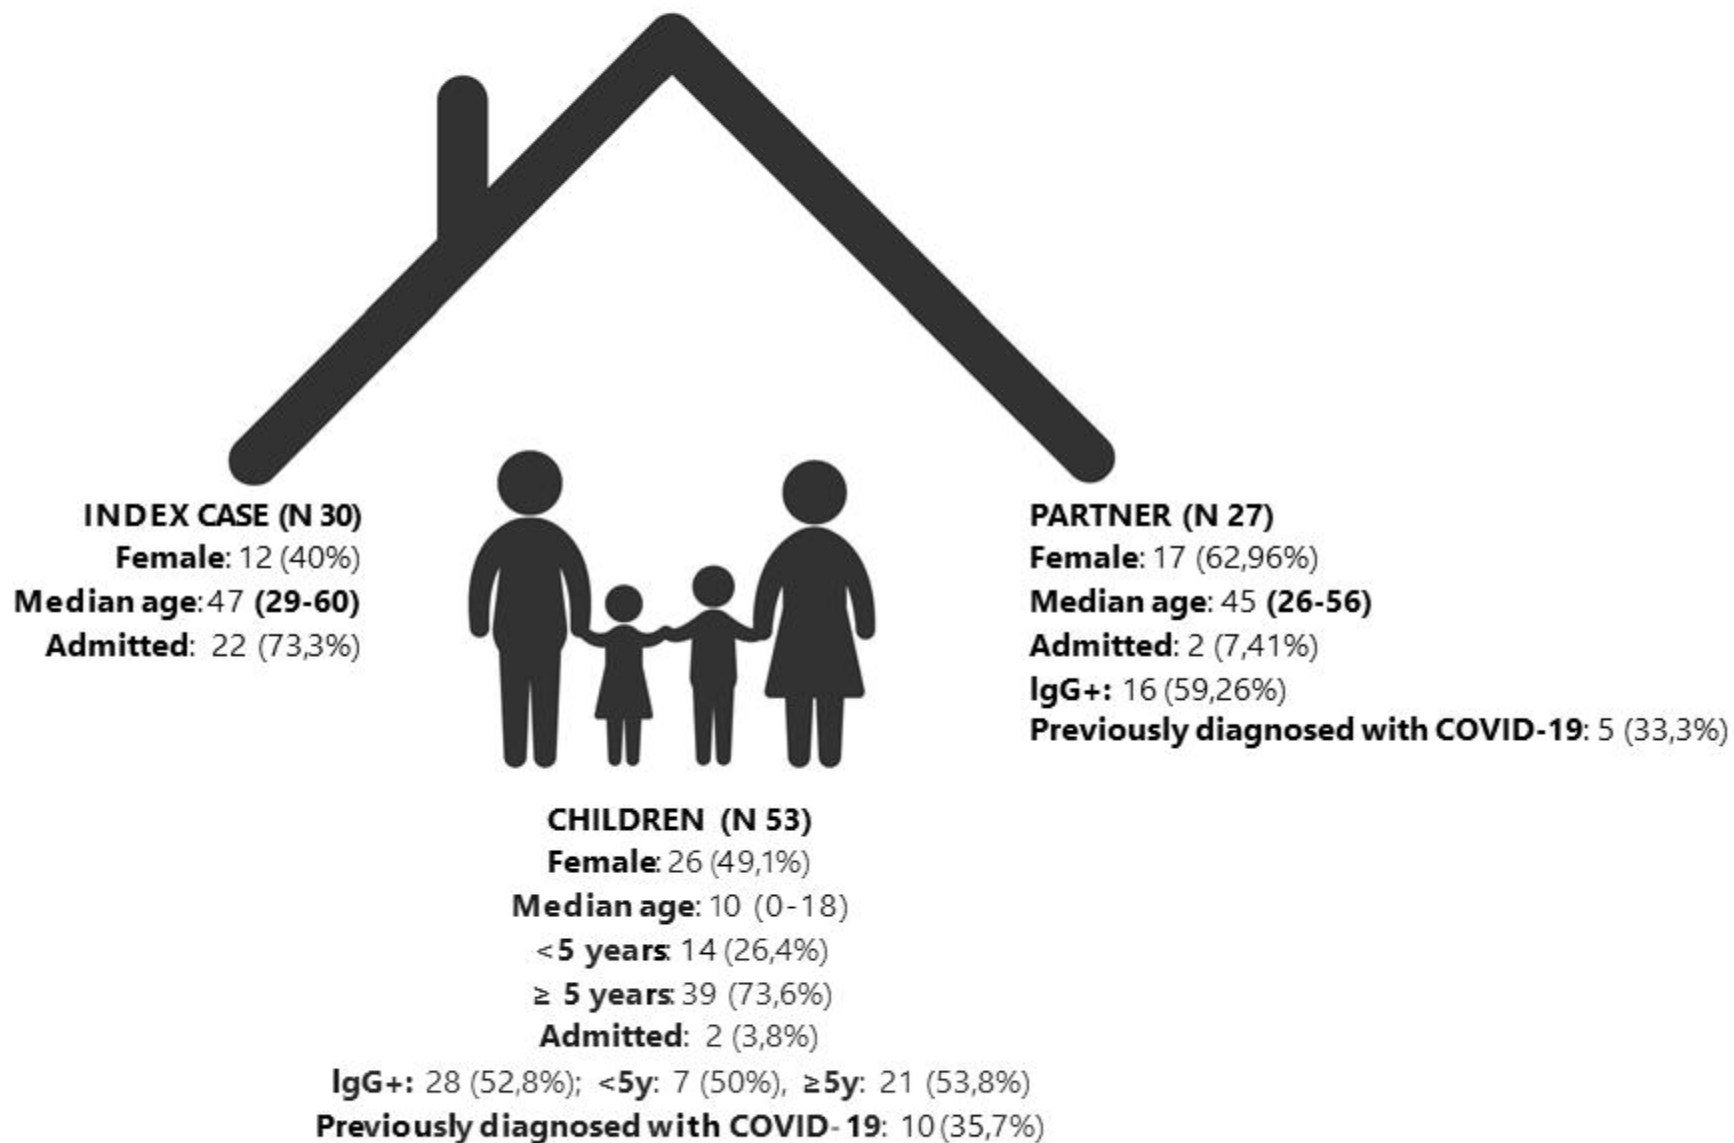 INDEX CASE (N 30)
Female: 12 (40%)
Median age: 47 (29-60)
Admitted: 22 (73,3%)
PARTNER (N 27)
Female: 17 (62,96%)
Median age: 45 (26-56)
Admitted: 2 (7,41%)
IgG+: 16 (59,26%)
Previously diagnosed with COVID-19: 5 (33,3%)
CHILDREN (N 53)
Female: 26 (49,1%)
Median age: 10 (0-18)
<5 years: 14 (26,4%)
≥ 5 years: 39 (73,6%)
Admitted: 2 (3,8%)
IgG+: 28 (52,8%); <5y: 7 (50%), ≥5y: 21 (53,8%)
Previously diagnosed with COVID-19: 10 (35,7%)